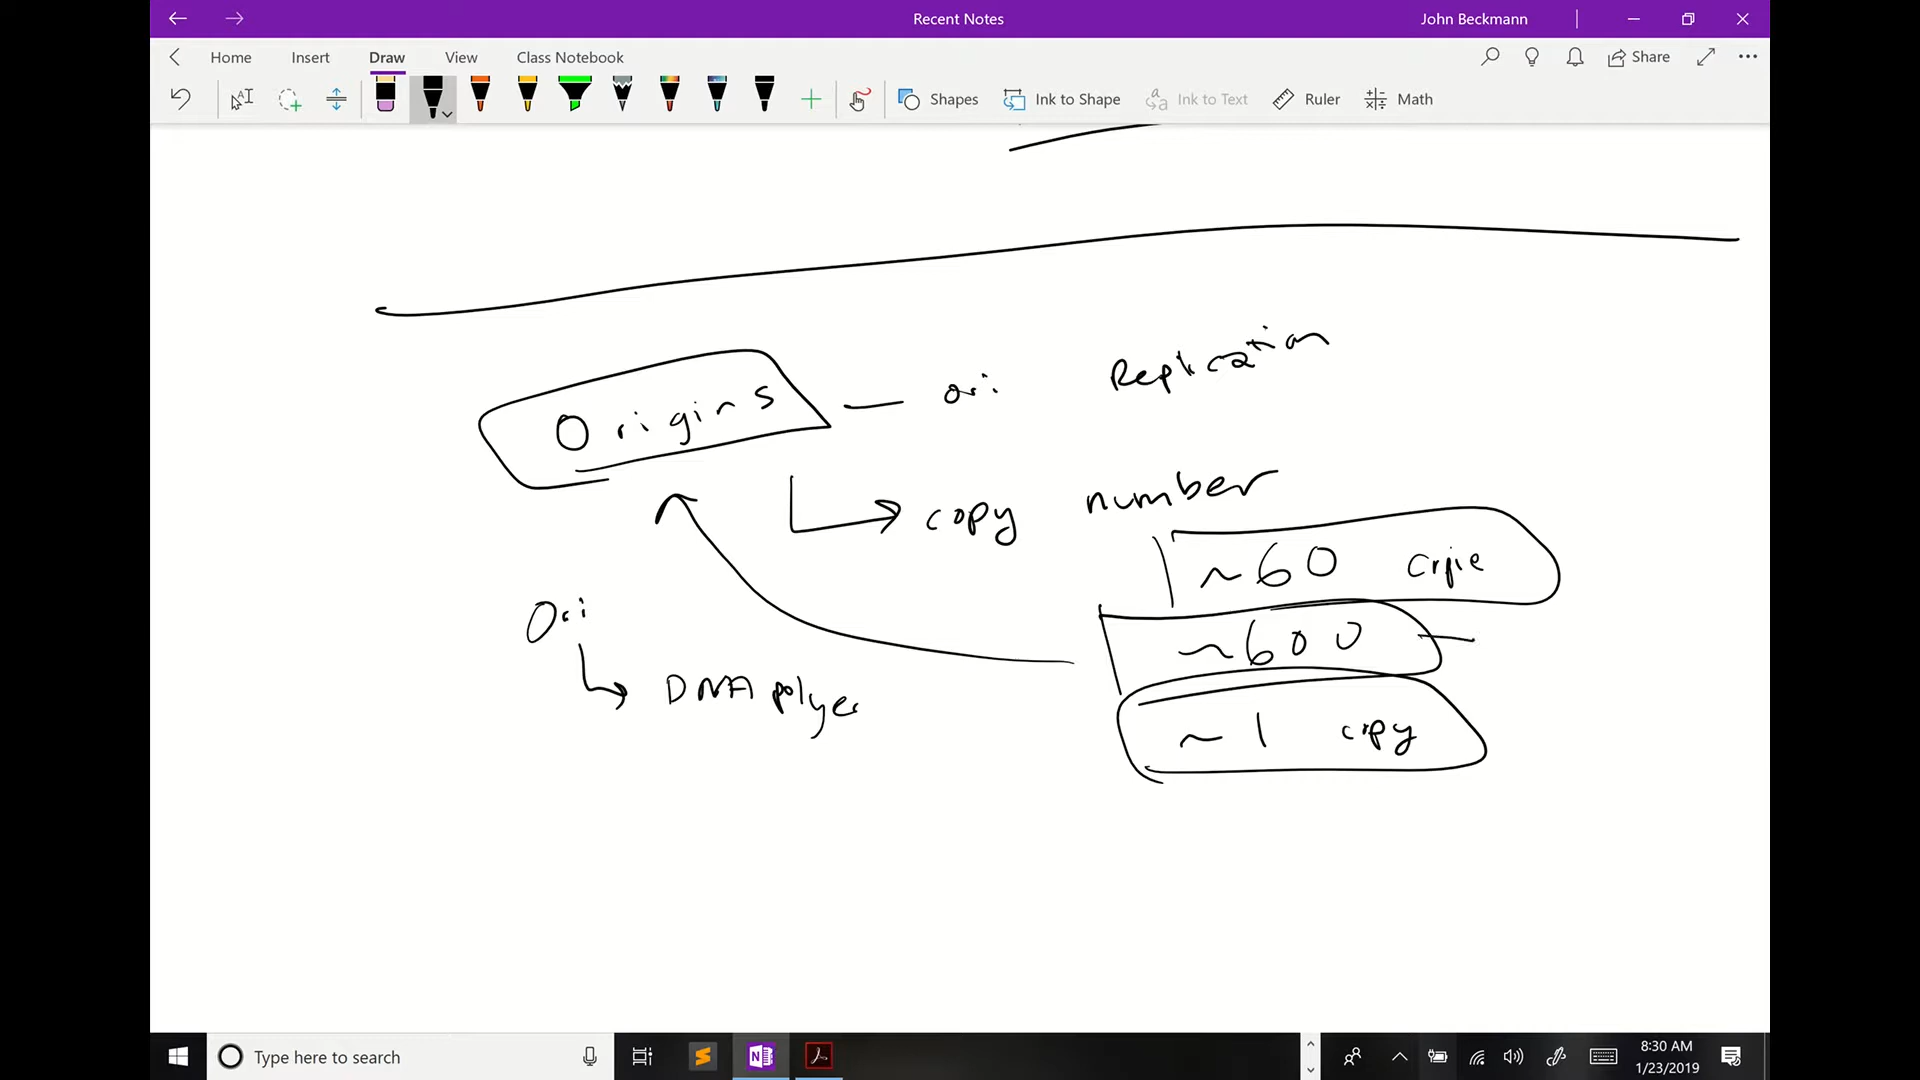 Recent Notes
John Beckmann
Home Insert Draw View Class Notebook
Share
Shapes Ink to Shape Ink to Text Ruler Math
Origins — ori Replication
copy number
~60 copie
~600
Ori
DNA polyer
~1 copy
Type here to search
8:30 AM
1/23/2019